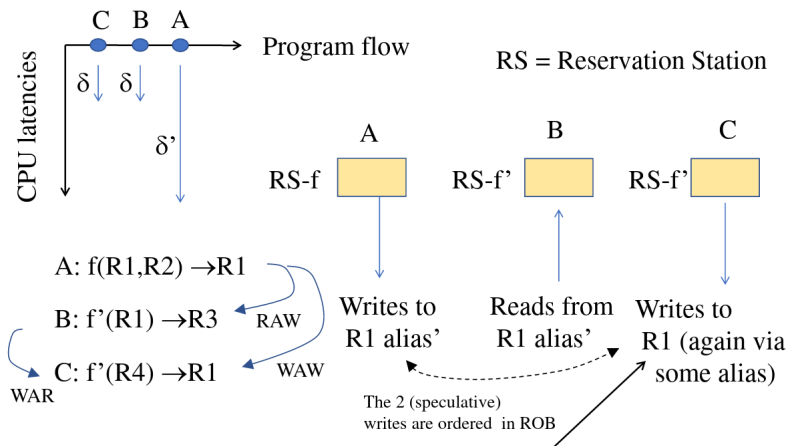 C B A
Program flow
RS = Reservation Station
CPU latencies
δ δ
δ’
A B C
RS-f RS-f’ RS-f’
A: f(R1,R2) →R1
B: f’(R1) →R3
C: f’(R4) →R1
RAW
WAW
WAR
Writes to
R1 alias’
Reads from
R1 alias’
Writes to
R1 (again via
some alias)
The 2 (speculative)
writes are ordered in ROB